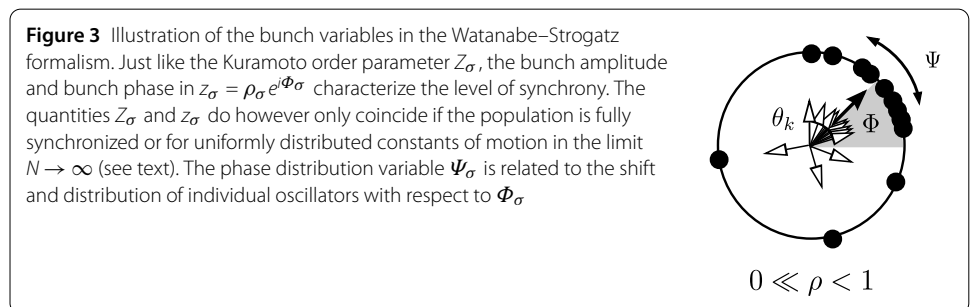 Figure 3 Illustration of the bunch variables in the Watanabe–Strogatz
formalism. Just like the Kuramoto order parameter Zσ, the bunch amplitude
and bunch phase in zσ = ρσe^{iΦσ} characterize the level of synchrony. The
quantities Zσ and zσ do however only coincide if the population is fully
synchronized or for uniformly distributed constants of motion in the limit
N → ∞ (see text). The phase distribution variable Ψσ is related to the shift
and distribution of individual oscillators with respect to Φσ
Ψ
θk
Φ
0 ≪ ρ < 1